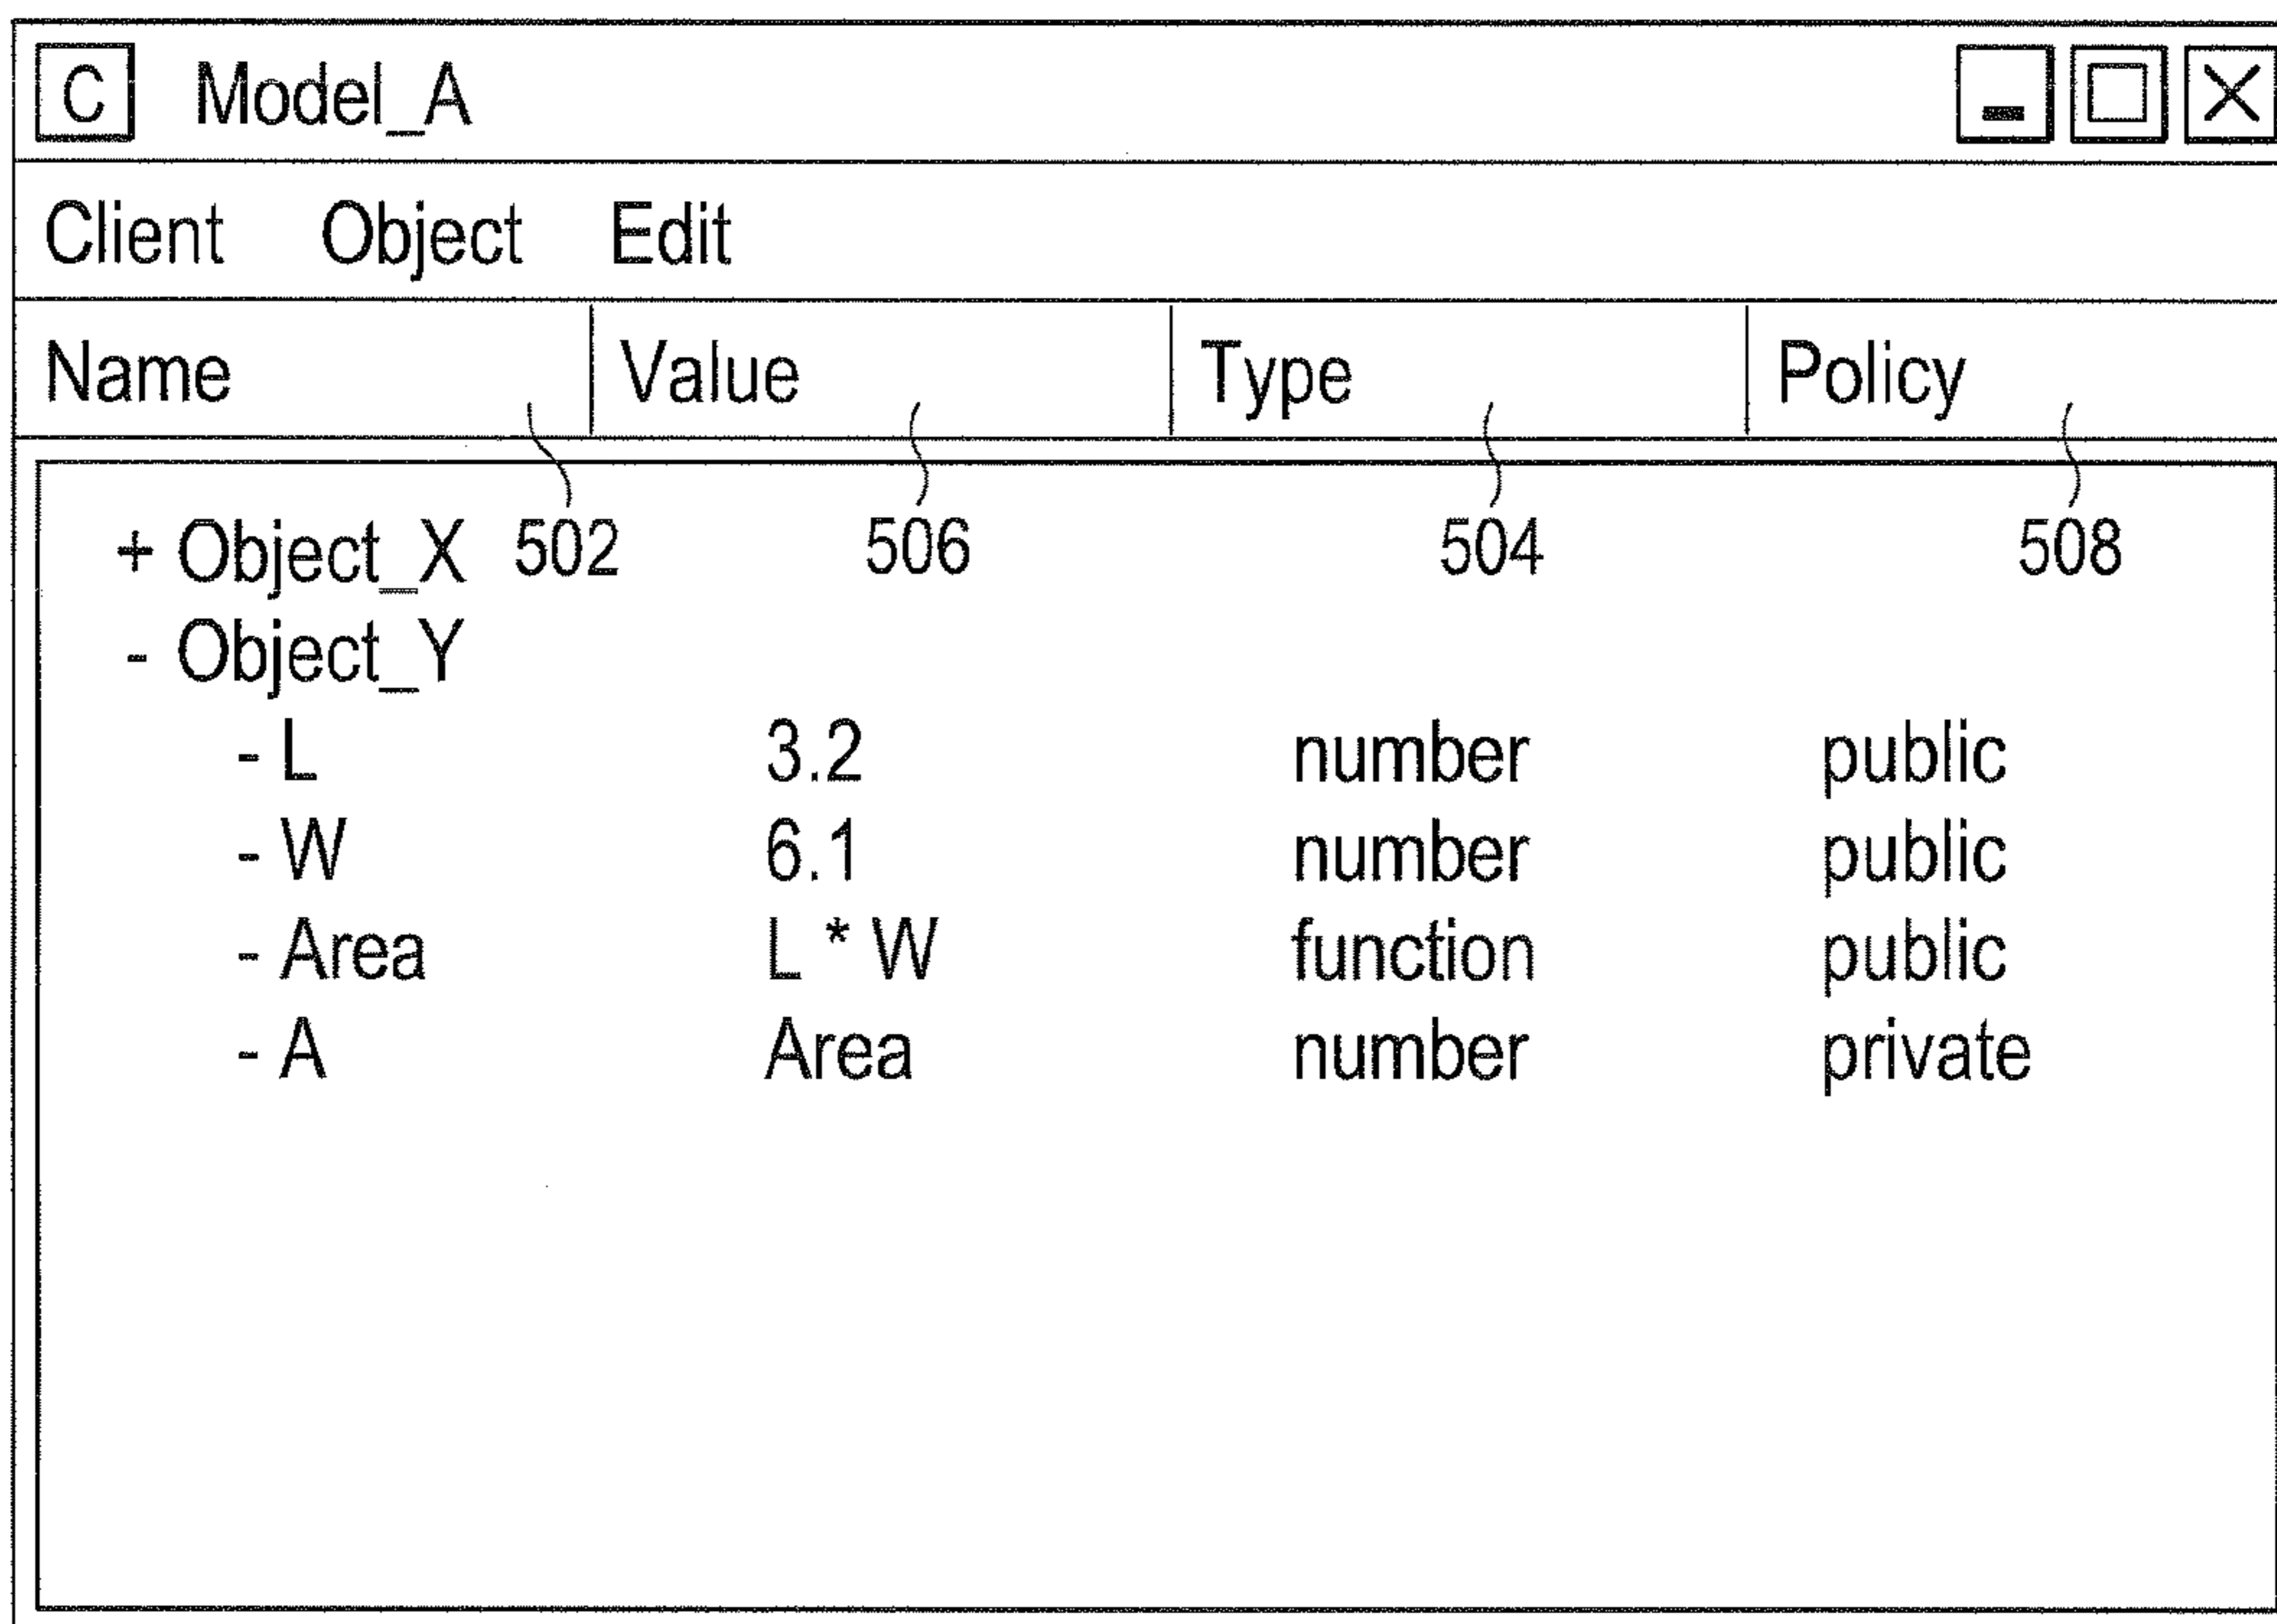 C Model_A
Client Object Edit
Name Value Type Policy
+ Object_X 502 506 504 508
- Object_Y
- L 3.2 number public
- W 6.1 number public
- Area L * W function public
- A Area number private